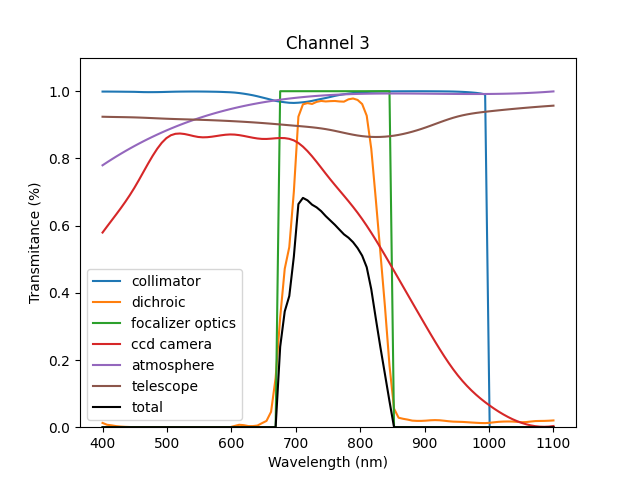 Channel 3
Transmitance (%)
1.0
0.8
0.6
0.4
0.2
0.0
collimator
dichroic
focalizer optics
ccd camera
atmosphere
telescope
total
400 500 600 700 800 900 1000 1100
Wavelength (nm)